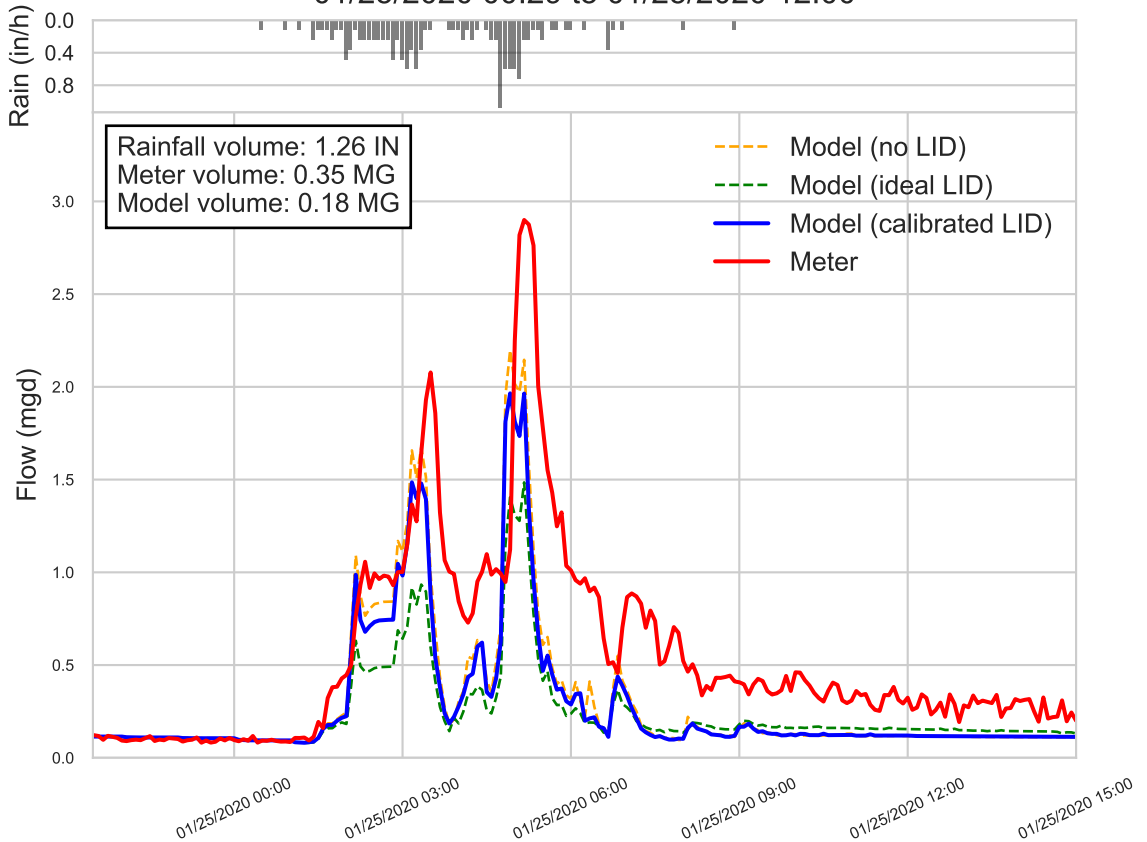 Rain (in/h)
0.0
0.4
0.8
Rainfall volume: 1.26 IN
Meter volume: 0.35 MG
Model volume: 0.18 MG
Model (no LID)
Model (ideal LID)
Model (calibrated LID)
Meter
Flow (mgd)
3.0
2.5
2.0
1.5
1.0
0.5
0.0
01/25/2020 00:00
01/25/2020 03:00
01/25/2020 06:00
01/25/2020 09:00
01/25/2020 12:00
01/25/2020 15:00